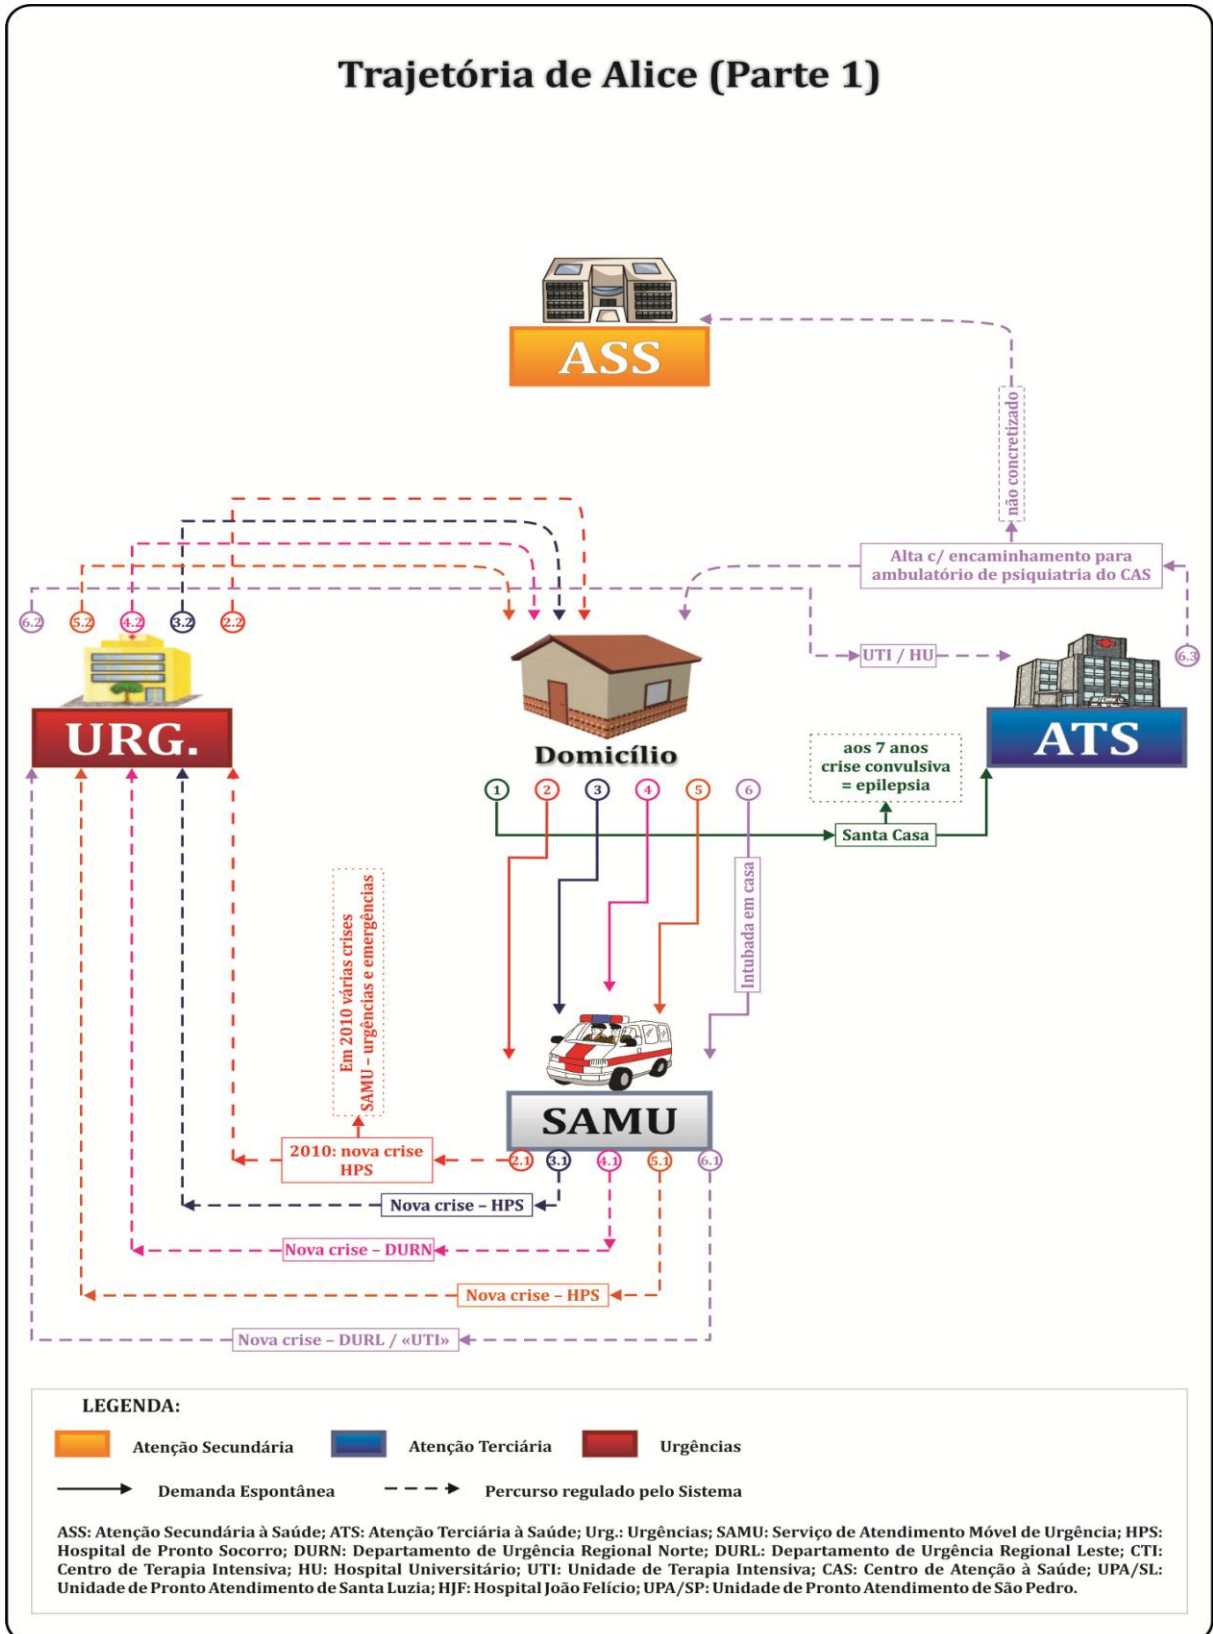 Trajetória de Alice (Parte 1)
ASS
não concretizado
Alta c/ encaminhamento para
ambulatório de psiquiatria do CAS
6.2
5.2
4.2
3.2
2.2
UTI / HU
6.3
URG.
Domicílio
ATS
aos 7 anos
crise convulsiva
= epilepsia
1
2
3
4
5
6
Santa Casa
Intubada em casa
Em 2010 várias crises
SAMU – urgências e emergências
SAMU
2010: nova crise
HPS
2.1
3.1
4.1
5.1
6.1
Nova crise – HPS
Nova crise – DURN
Nova crise – HPS
Nova crise – DURL / «UTI»
LEGENDA:
Atenção Secundária
Atenção Terciária
Urgências
Demanda Espontânea
Percurso regulado pelo Sistema
ASS: Atenção Secundária à Saúde; ATS: Atenção Terciária à Saúde; Urg.: Urgências; SAMU: Serviço de Atendimento Móvel de Urgência; HPS:
Hospital de Pronto Socorro; DURN: Departamento de Urgência Regional Norte; DURL: Departamento de Urgência Regional Leste; CTI:
Centro de Terapia Intensiva; HU: Hospital Universitário; UTI: Unidade de Terapia Intensiva; CAS: Centro de Atenção à Saúde; UPA/SL:
Unidade de Pronto Atendimento de Santa Luzia; HJF: Hospital João Felício; UPA/SP: Unidade de Pronto Atendimento de São Pedro.